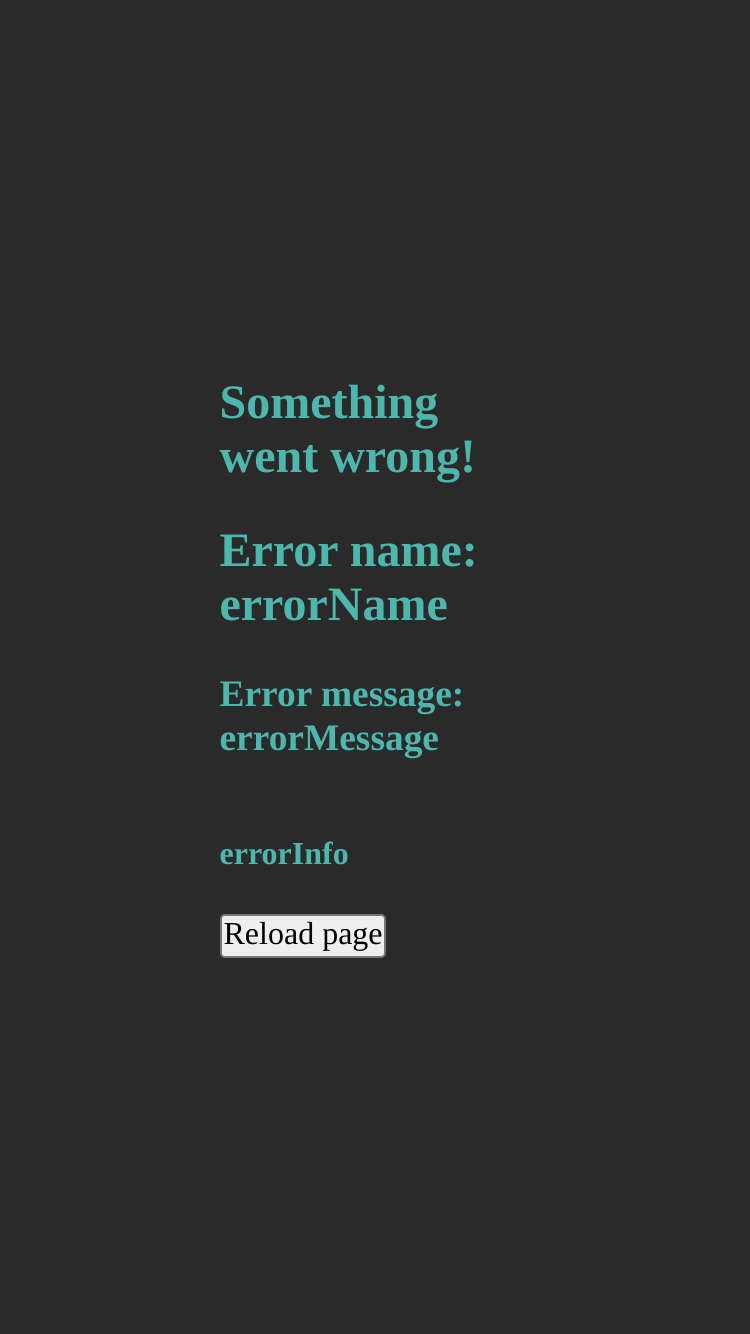 Something
went wrong!
Error name:
errorName
Error message:
errorMessage
errorInfo
Reload page